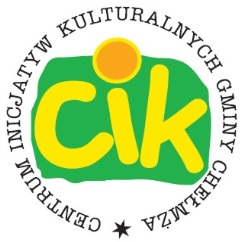 CENTRUM INICJATYW KULTURALNYCH GMINY CHEŁMŻA
cik